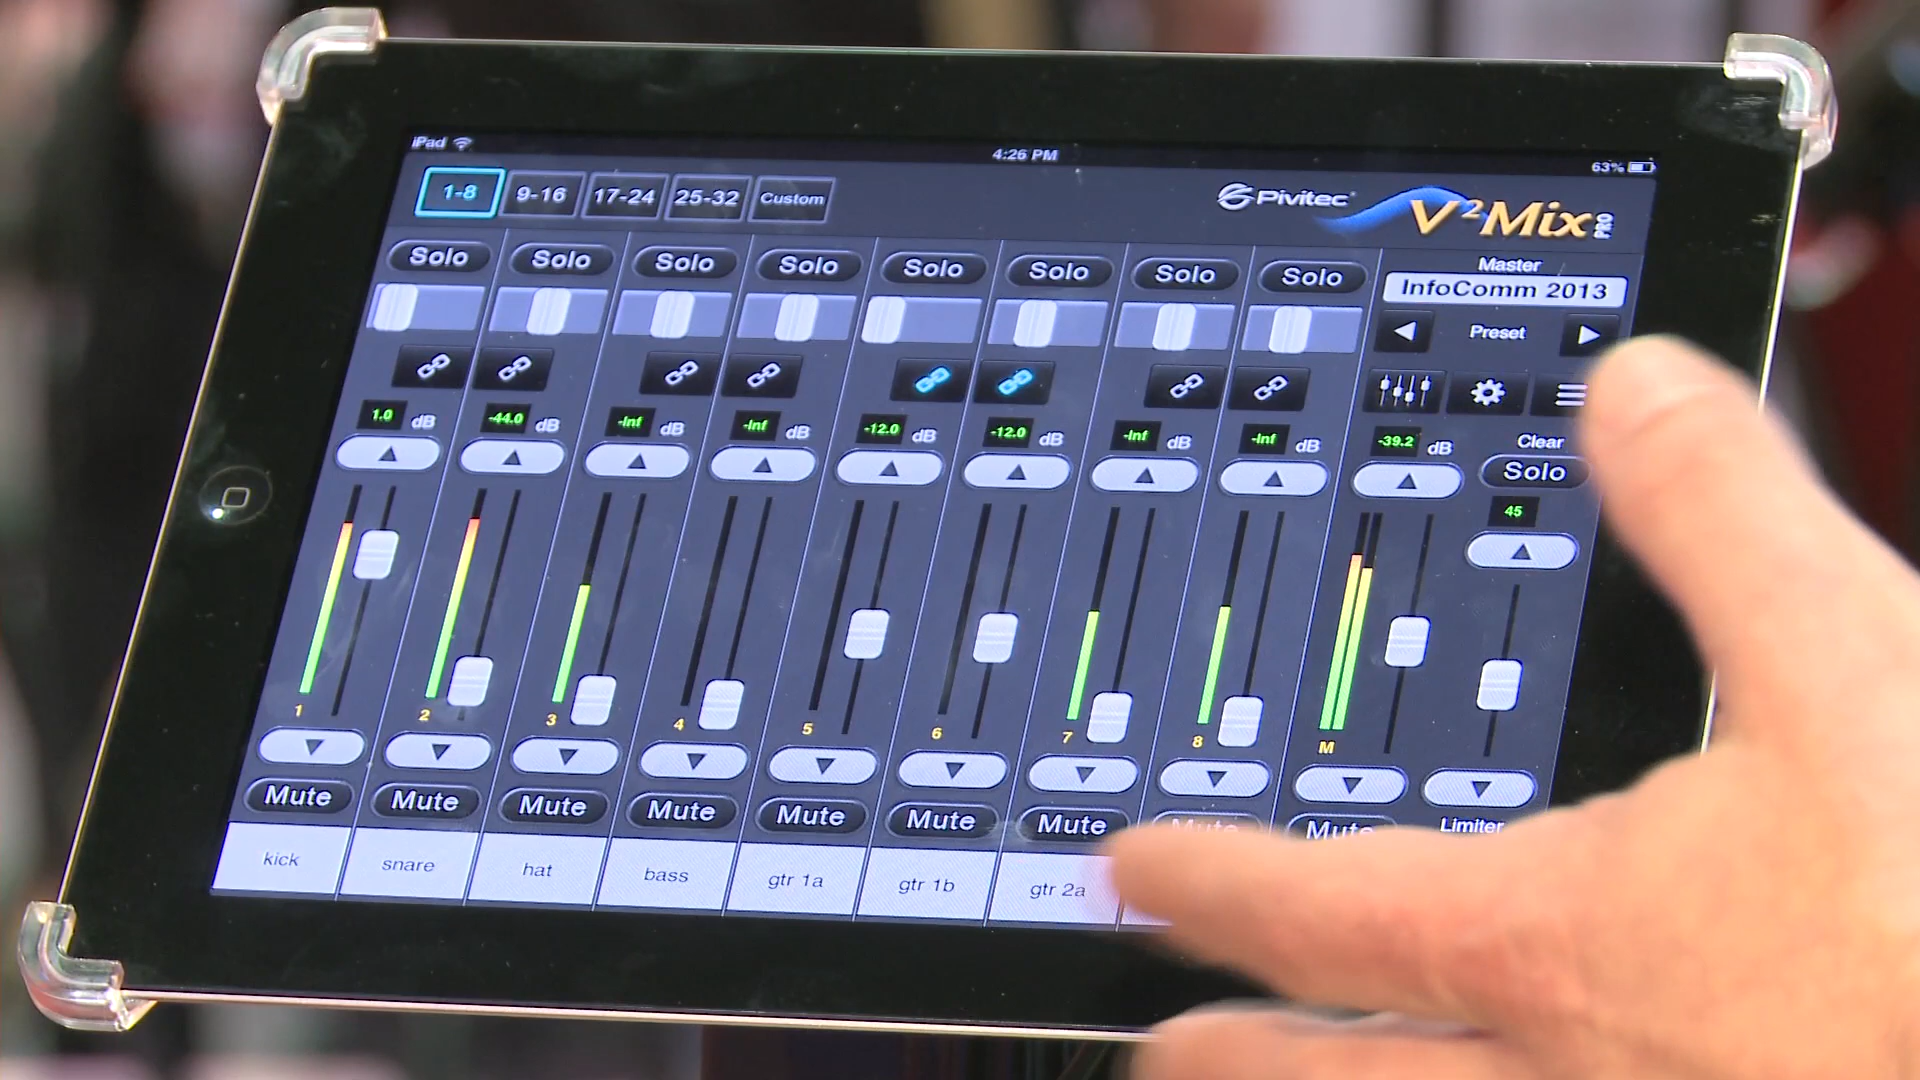 iPad 4:26 PM 63%
1-8 9-16 17-24 25-32 Custom Pivitec V²Mix PRO
Solo Solo Solo Solo Solo Solo Solo Solo Master
InfoComm 2013
Preset
1.0 dB -44.0 dB -Inf dB -Inf dB -12.0 dB -12.0 dB -Inf dB -Inf dB -39.2 dB Clear
Solo
45
1 2 3 4 5 6 7 8 M
Mute Mute Mute Mute Mute Mute Mute Mute Mute Limiter
kick snare hat bass gtr 1a gtr 1b gtr 2a